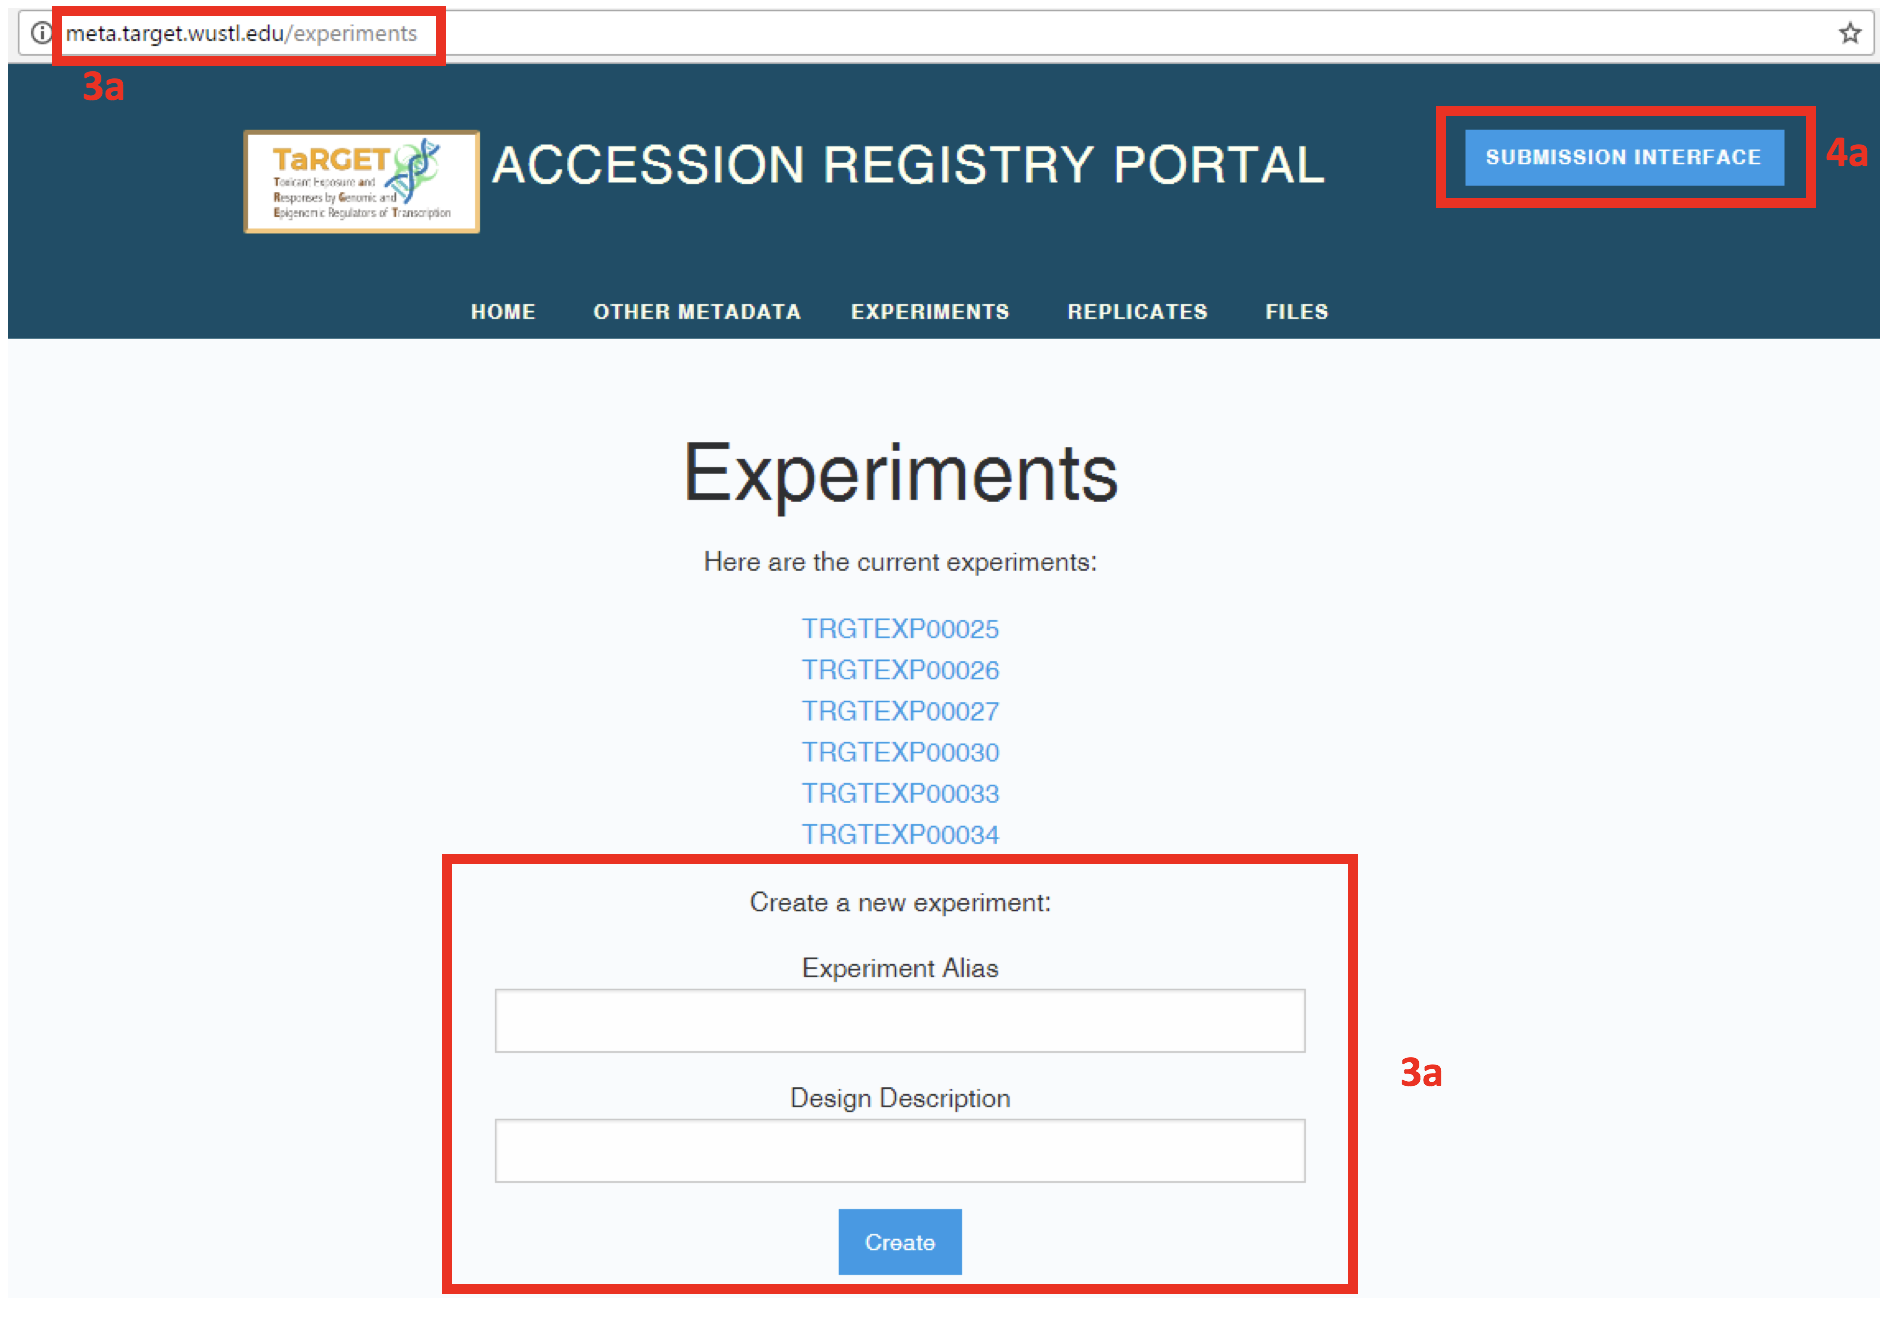 meta.target.wustl.edu/experiments
3a
TaRGET
Toxicant Exposure and
Responses by Genomic and
Epigenomic Regulators of Transcription
ACCESSION REGISTRY PORTAL
SUBMISSION INTERFACE
4a
HOME OTHER METADATA EXPERIMENTS REPLICATES FILES
Experiments
Here are the current experiments:
TRGTEXP00025
TRGTEXP00026
TRGTEXP00027
TRGTEXP00030
TRGTEXP00033
TRGTEXP00034
Create a new experiment:
Experiment Alias
Design Description
3a
Create